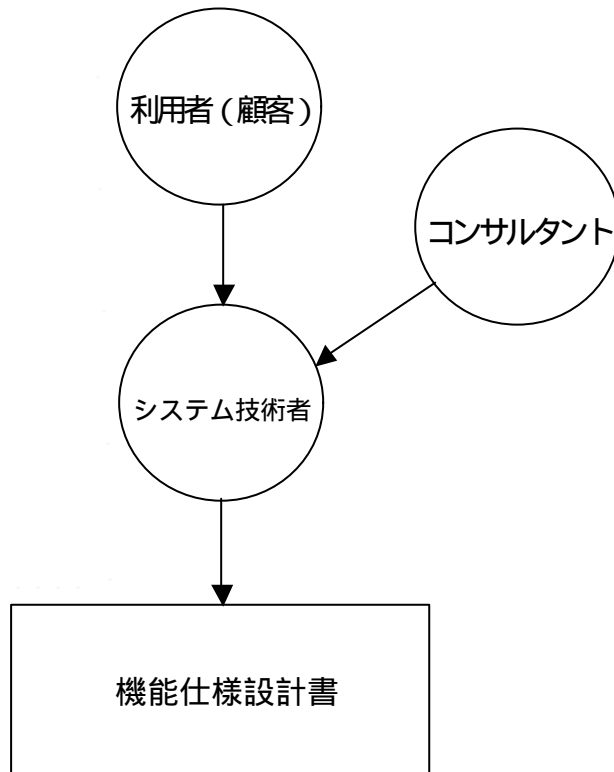 利用者（顧客）
コンサルタント
システム技術者
機能仕様設計書